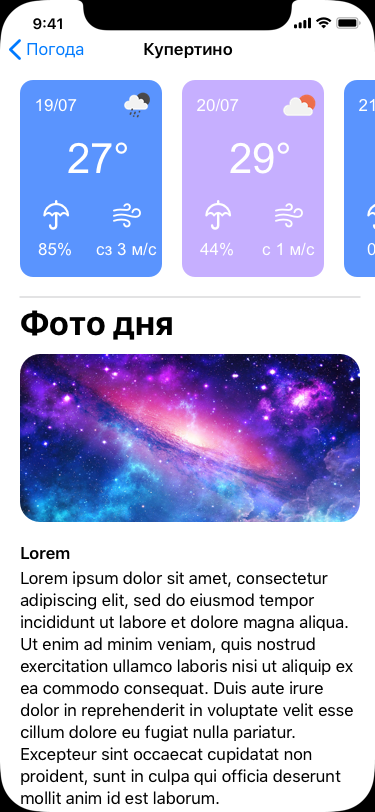 9:41
Погода
Купертино
19/07
20/07
21
27°
29°
85%
сз 3 м/с
44%
с 1 м/с
0
Фото дня
Lorem
Lorem ipsum dolor sit amet, consectetur
adipiscing elit, sed do eiusmod tempor
incididunt ut labore et dolore magna aliqua.
Ut enim ad minim veniam, quis nostrud
exercitation ullamco laboris nisi ut aliquip ex
ea commodo consequat. Duis aute irure
dolor in reprehenderit in voluptate velit esse
cillum dolore eu fugiat nulla pariatur.
Excepteur sint occaecat cupidatat non
proident, sunt in culpa qui officia deserunt
mollit anim id est laborum.